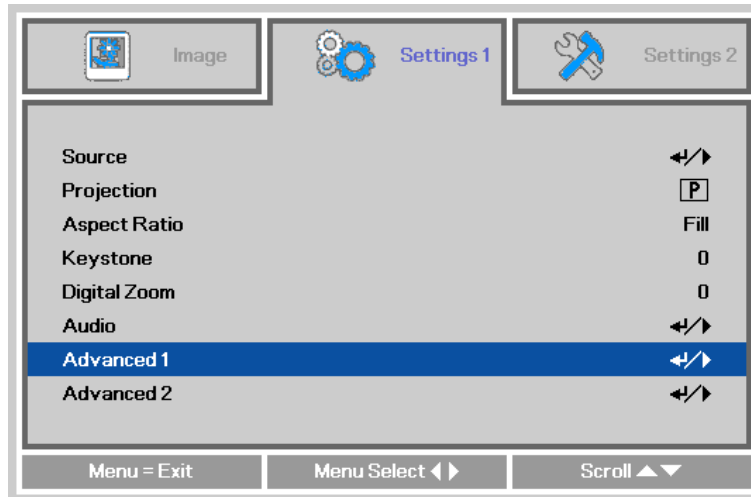 Image
Settings 1
Settings 2
Source ↵/▶
Projection P
Aspect Ratio Fill
Keystone 0
Digital Zoom 0
Audio ↵/▶
Advanced 1 ↵/▶
Advanced 2 ↵/▶
Menu = Exit
Menu Select ◀ ▶
Scroll ▲▼